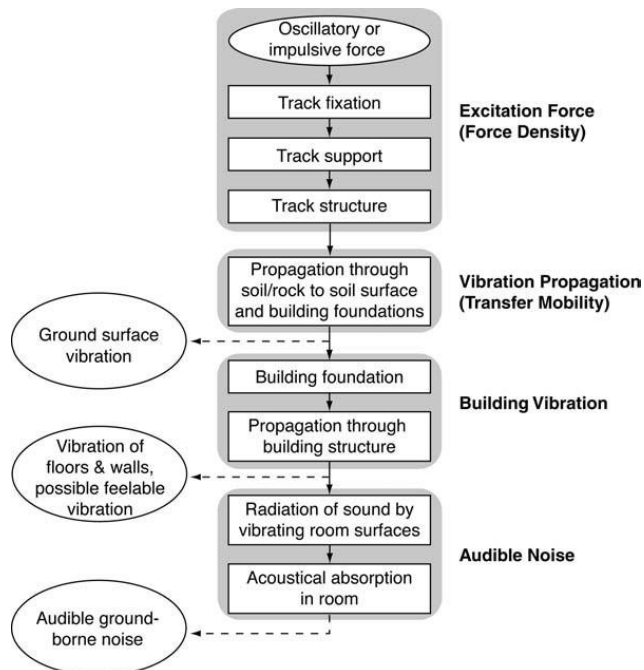 Oscillatory or
impulsive force
Track fixation
Excitation Force
(Force Density)
Track support
Track structure
Propagation through
soil/rock to soil surface
and building foundations
Vibration Propagation
(Transfer Mobility)
Ground surface
vibration
Building foundation
Building Vibration
Propagation through
building structure
Vibration of
floors & walls,
possible feelable
vibration
Radiation of sound by
vibrating room surfaces
Audible Noise
Acoustical absorption
in room
Audible ground-
borne noise